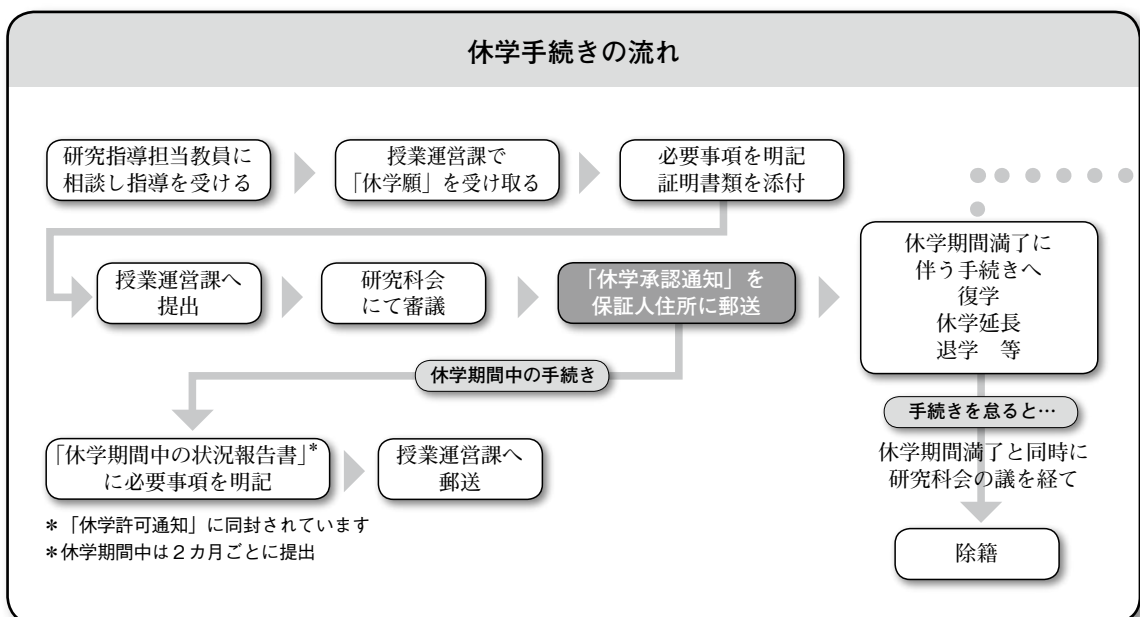 休学手続きの流れ
研究指導担当教員に
相談し指導を受ける
授業運営課で
「休学願」を受け取る
必要事項を明記
証明書類を添付
授業運営課へ
提出
研究科会
にて審議
「休学承認通知」を
保証人住所に郵送
休学期間満了に
伴う手続きへ
復学
休学延長
退学　等
休学期間中の手続き
「休学期間中の状況報告書」*
に必要事項を明記
授業運営課へ
郵送
*「休学許可通知」に同封されています
*休学期間中は2カ月ごとに提出
手続きを怠ると…
休学期間満了と同時に
研究科会の議を経て
除籍